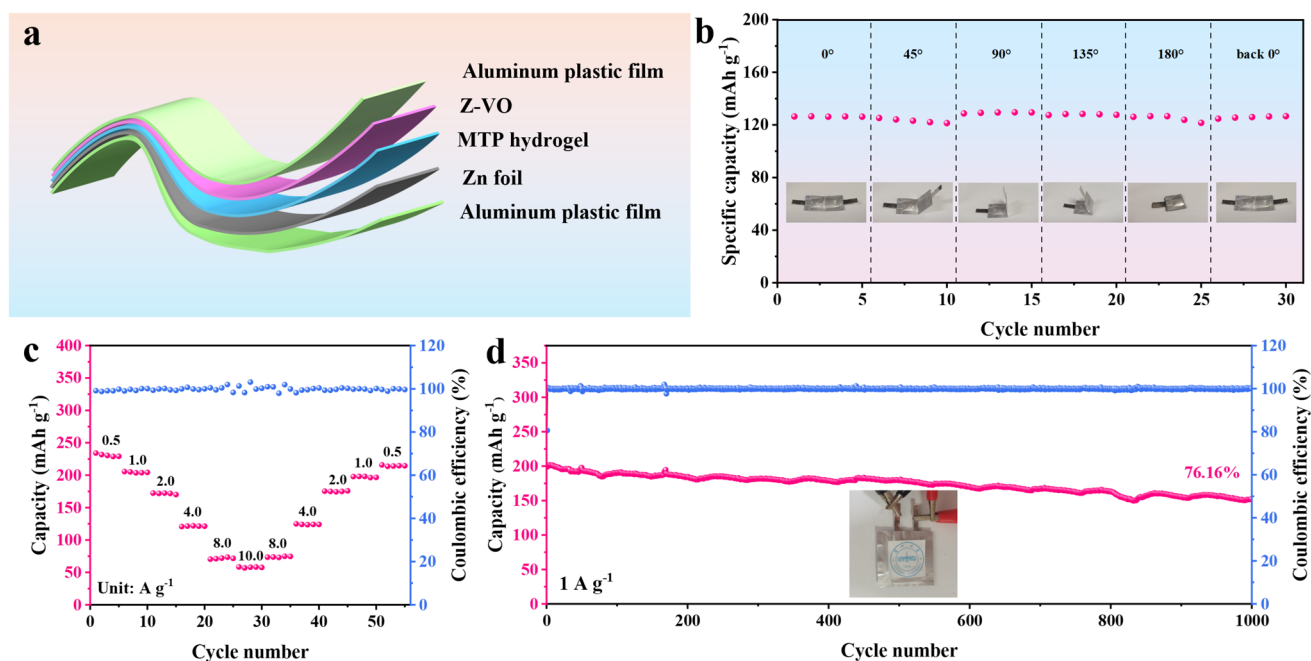 a
Aluminum plastic film
Z-VO
MTP hydrogel
Zn foil
Aluminum plastic film
b
Specific capacity (mAh g⁻¹)
200
160
120
80
40
0
0° 45° 90° 135° 180° back 0°
0 5 10 15 20 25 30
Cycle number
c
Capacity (mAh g⁻¹)
400
350
300
250
200
150
100
50
0
0.5
1.0
2.0
4.0
8.0
10.0
8.0
4.0
2.0
1.0
0.5
Unit: A g⁻¹
0 10 20 30 40 50
Cycle number
120
100
80
60
40
20
0
Coulombic efficiency (%)
d
Capacity (mAh g⁻¹)
350
300
250
200
150
100
50
0
76.16%
1 A g⁻¹
0 200 400 600 800 1000
Cycle number
120
100
80
60
40
20
0
Coulombic efficiency (%)